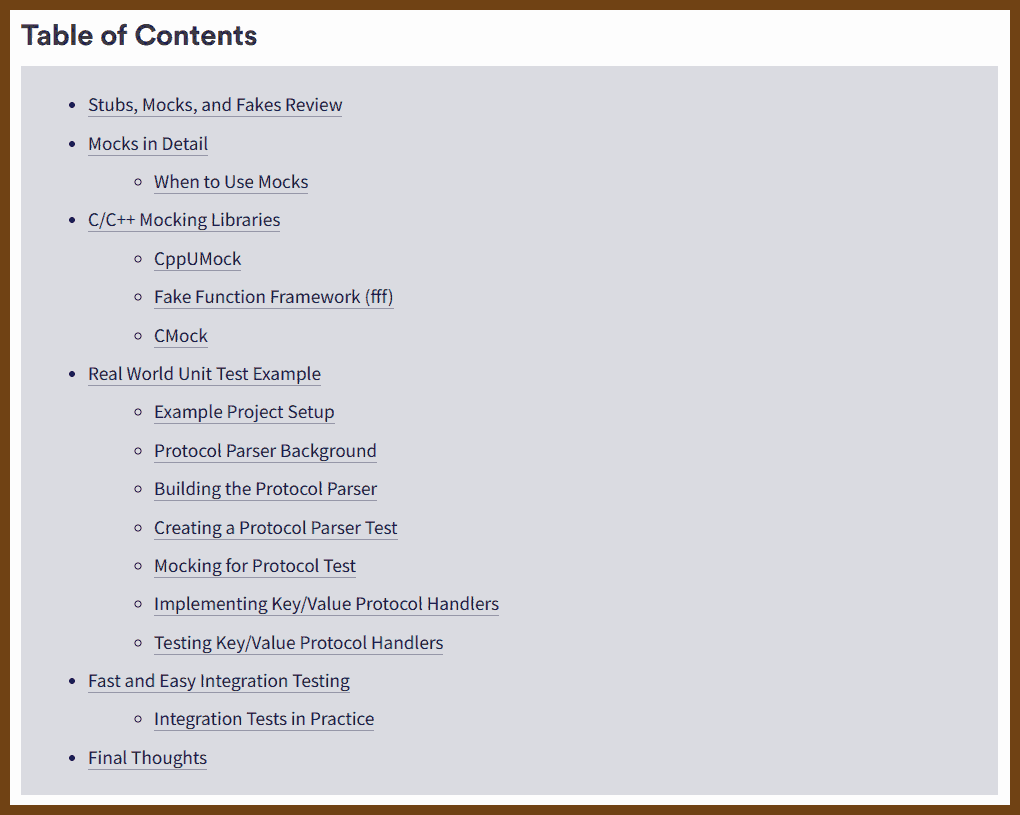 Table of Contents
Stubs, Mocks, and Fakes Review
Mocks in Detail
When to Use Mocks
C/C++ Mocking Libraries
CppUMock
Fake Function Framework (fff)
CMock
Real World Unit Test Example
Example Project Setup
Protocol Parser Background
Building the Protocol Parser
Creating a Protocol Parser Test
Mocking for Protocol Test
Implementing Key/Value Protocol Handlers
Testing Key/Value Protocol Handlers
Fast and Easy Integration Testing
Integration Tests in Practice
Final Thoughts